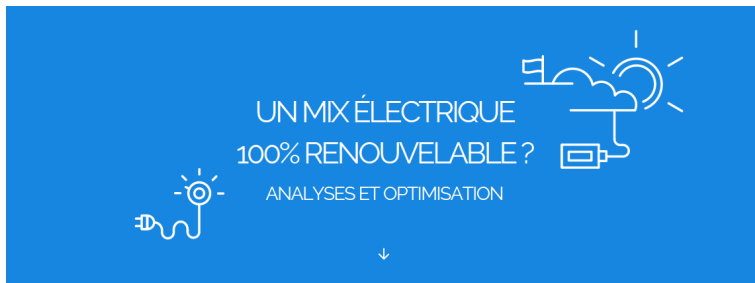 UN MIX ÉLECTRIQUE
100% RENOUVELABLE ?
ANALYSES ET OPTIMISATION